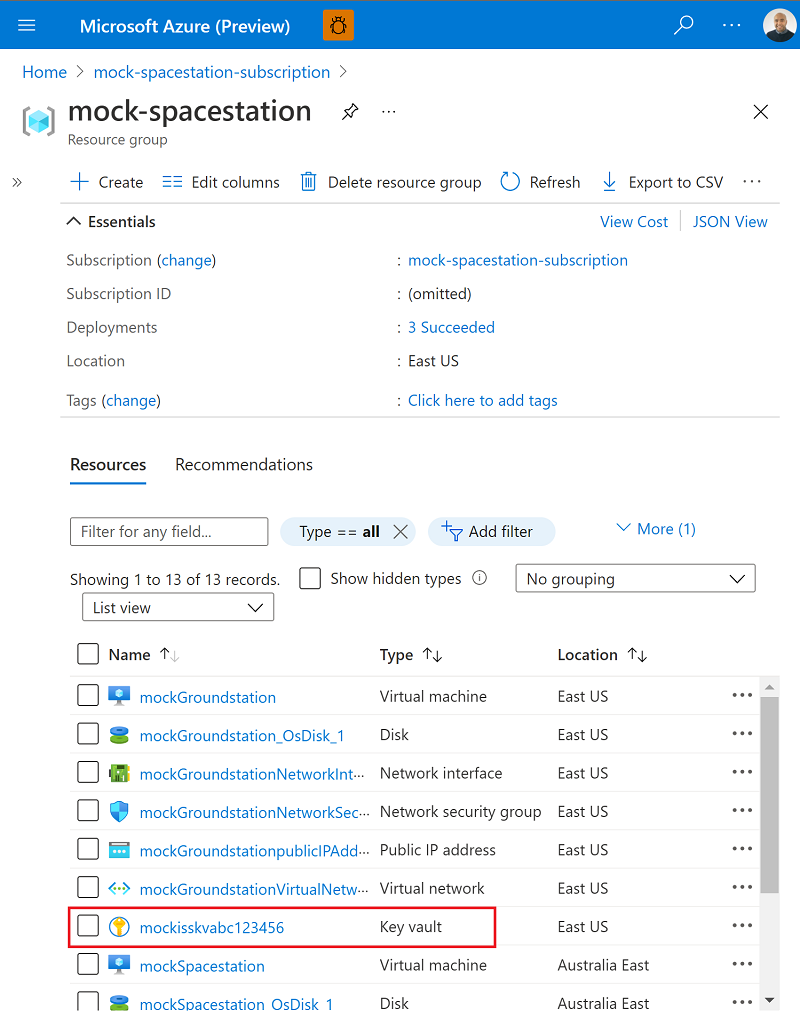 Microsoft Azure (Preview)
Home > mock-spacestation-subscription >
mock-spacestation ...
Resource group
» + Create Edit columns Delete resource group Refresh Export to CSV ...
Essentials View Cost | JSON View
Subscription (change) : mock-spacestation-subscription
Subscription ID : (omitted)
Deployments : 3 Succeeded
Location : East US
Tags (change) : Click here to add tags
Resources Recommendations
Filter for any field... Type == all Add filter More (1)
Showing 1 to 13 of 13 records. Show hidden types No grouping
List view
Name ↑↓ Type ↑↓ Location ↑↓
mockGroundstation Virtual machine East US ...
mockGroundstation_OsDisk_1 Disk East US ...
mockGroundstationNetworkInt... Network interface East US ...
mockGroundstationNetworkSec... Network security group East US ...
mockGroundstationpublicIPAdd... Public IP address East US ...
mockGroundstationVirtualNetw... Virtual network East US ...
mockisskvabc123456 Key vault East US ...
mockSpacestation Virtual machine Australia East ...
mockSpacestation_OsDisk_1 Disk Australia East ...